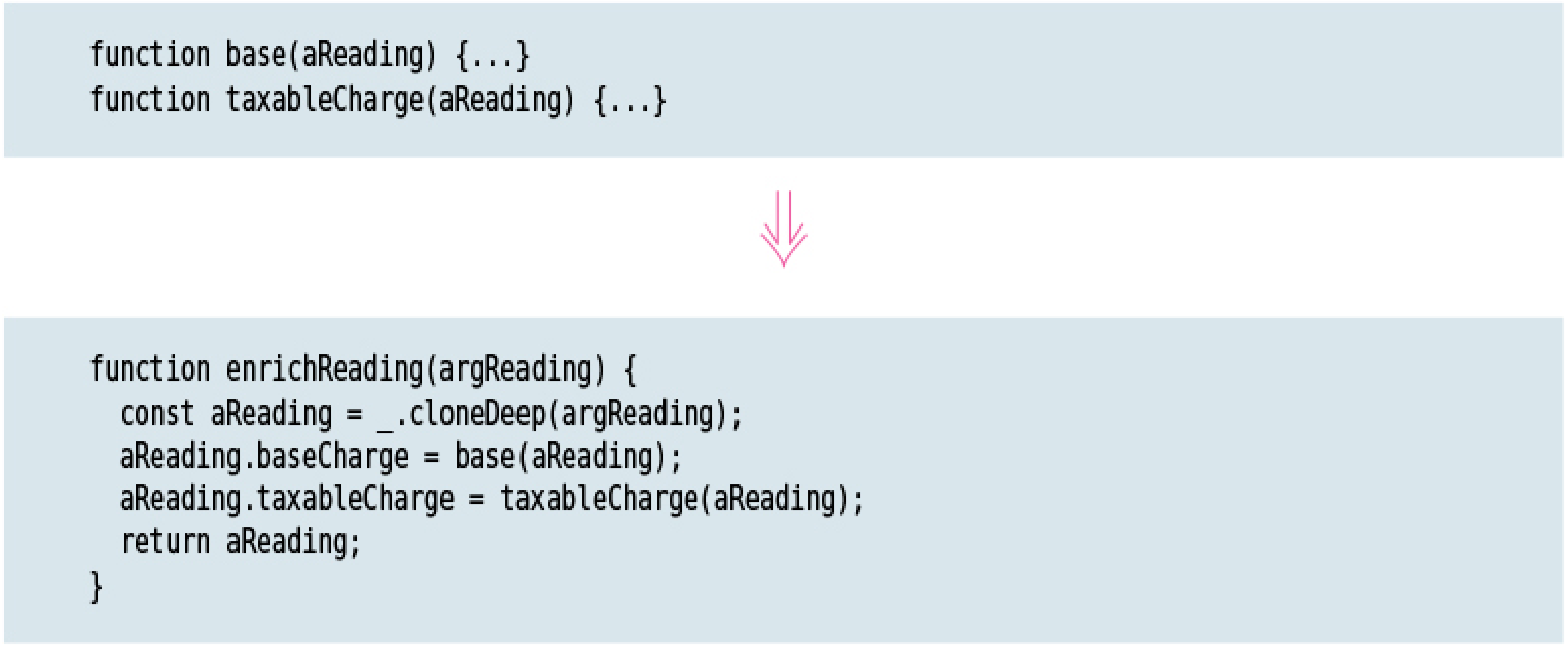 function base(aReading) {...}
function taxableCharge(aReading) {...}
function enrichReading(argReading) {
  const aReading = _.cloneDeep(argReading);
  aReading.baseCharge = base(aReading);
  aReading.taxableCharge = taxableCharge(aReading);
  return aReading;
}